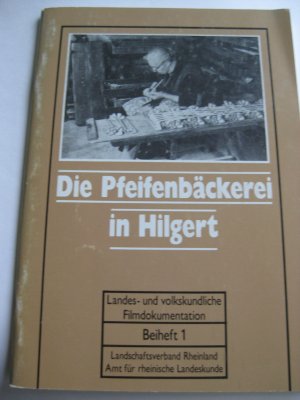 Die Pfeifenbäckerei
in Hilgert
Landes- und volkskundliche
Filmdokumentation
Beiheft 1
Landschaftsverband Rheinland
Amt für rheinische Landeskunde